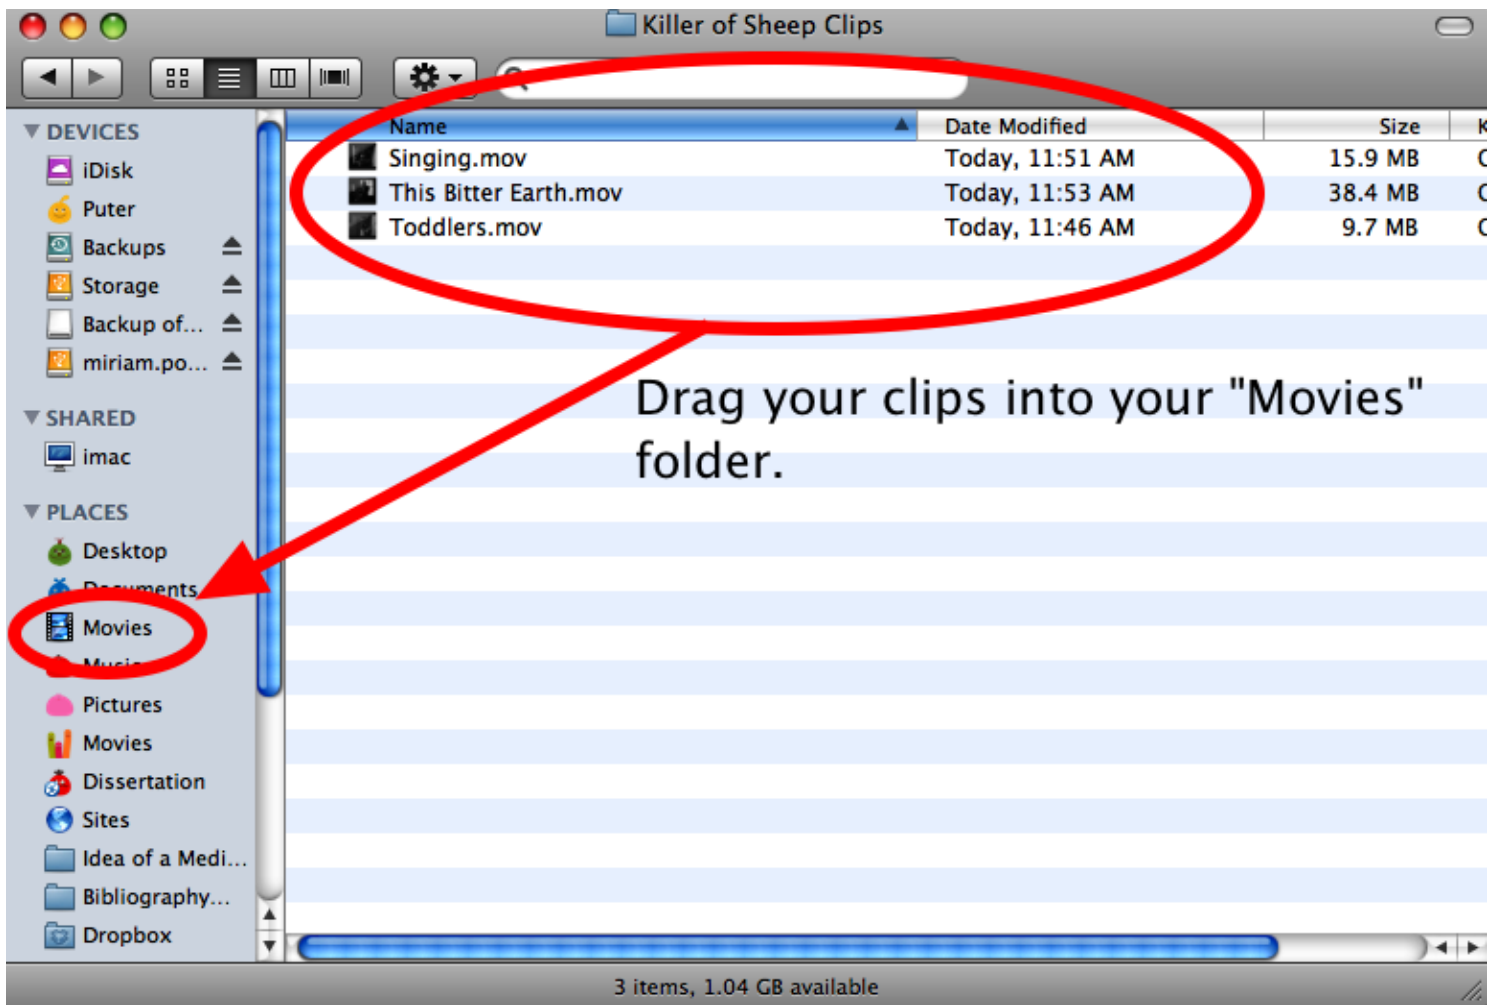 Killer of Sheep Clips
DEVICES
iDisk
Puter
Backups
Storage
Backup of...
miriam.po...
SHARED
imac
PLACES
Desktop
Documents
Movies
Music
Pictures
Movies
Dissertation
Sites
Idea of a Medi...
Bibliography...
Dropbox
Name Date Modified Size K
Singing.mov Today, 11:51 AM 15.9 MB
This Bitter Earth.mov Today, 11:53 AM 38.4 MB
Toddlers.mov Today, 11:46 AM 9.7 MB
Drag your clips into your "Movies"
folder.
3 items, 1.04 GB available